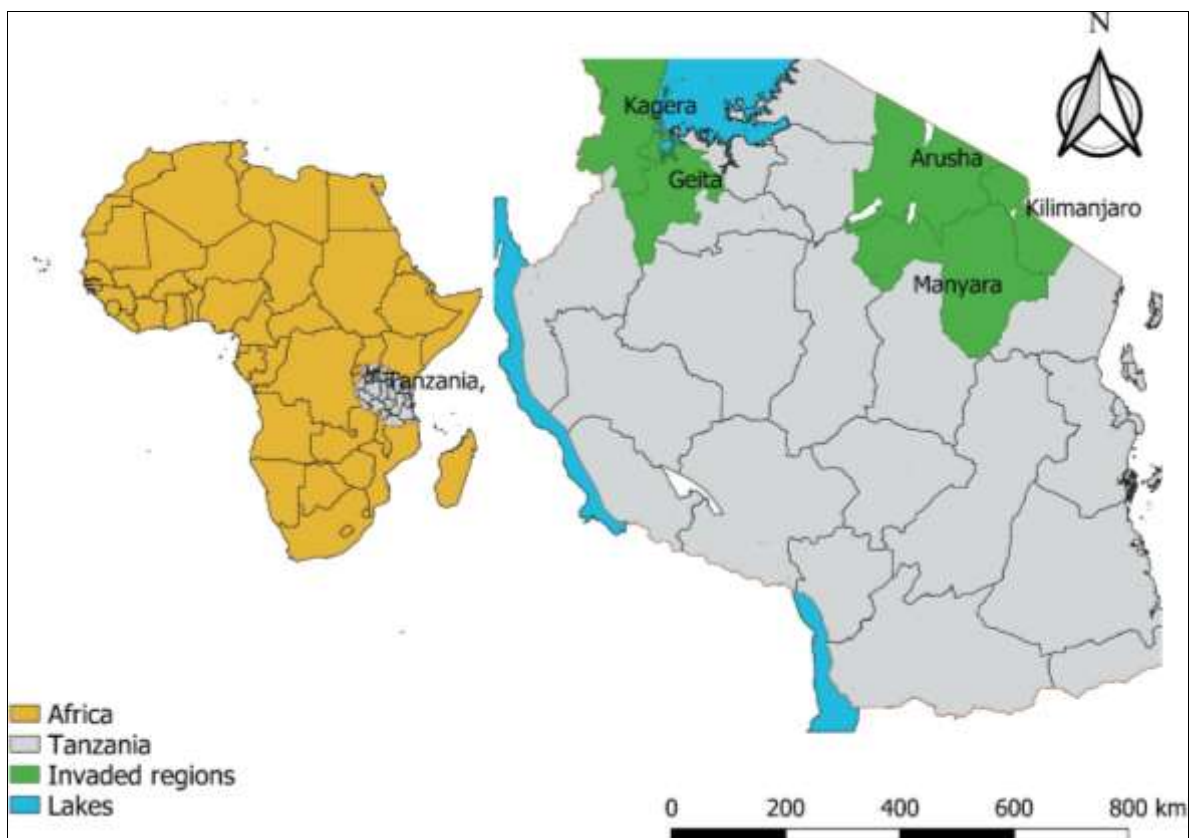 N
Kagera
Geita
Arusha
Kilimanjaro
Manyara
Tanzania,
Africa
Tanzania
Invaded regions
Lakes
0 200 400 600 800 km